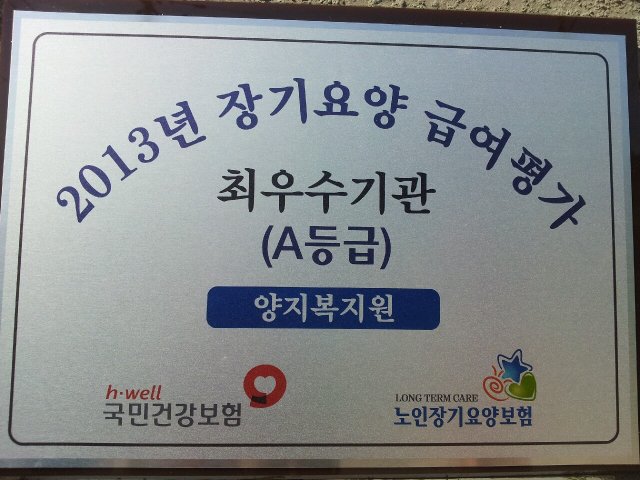 2013년 장기요양 급여평가
최우수기관
(A등급)
양지복지원
h·well
국민건강보험
LONG TERM CARE
노인장기요양보험